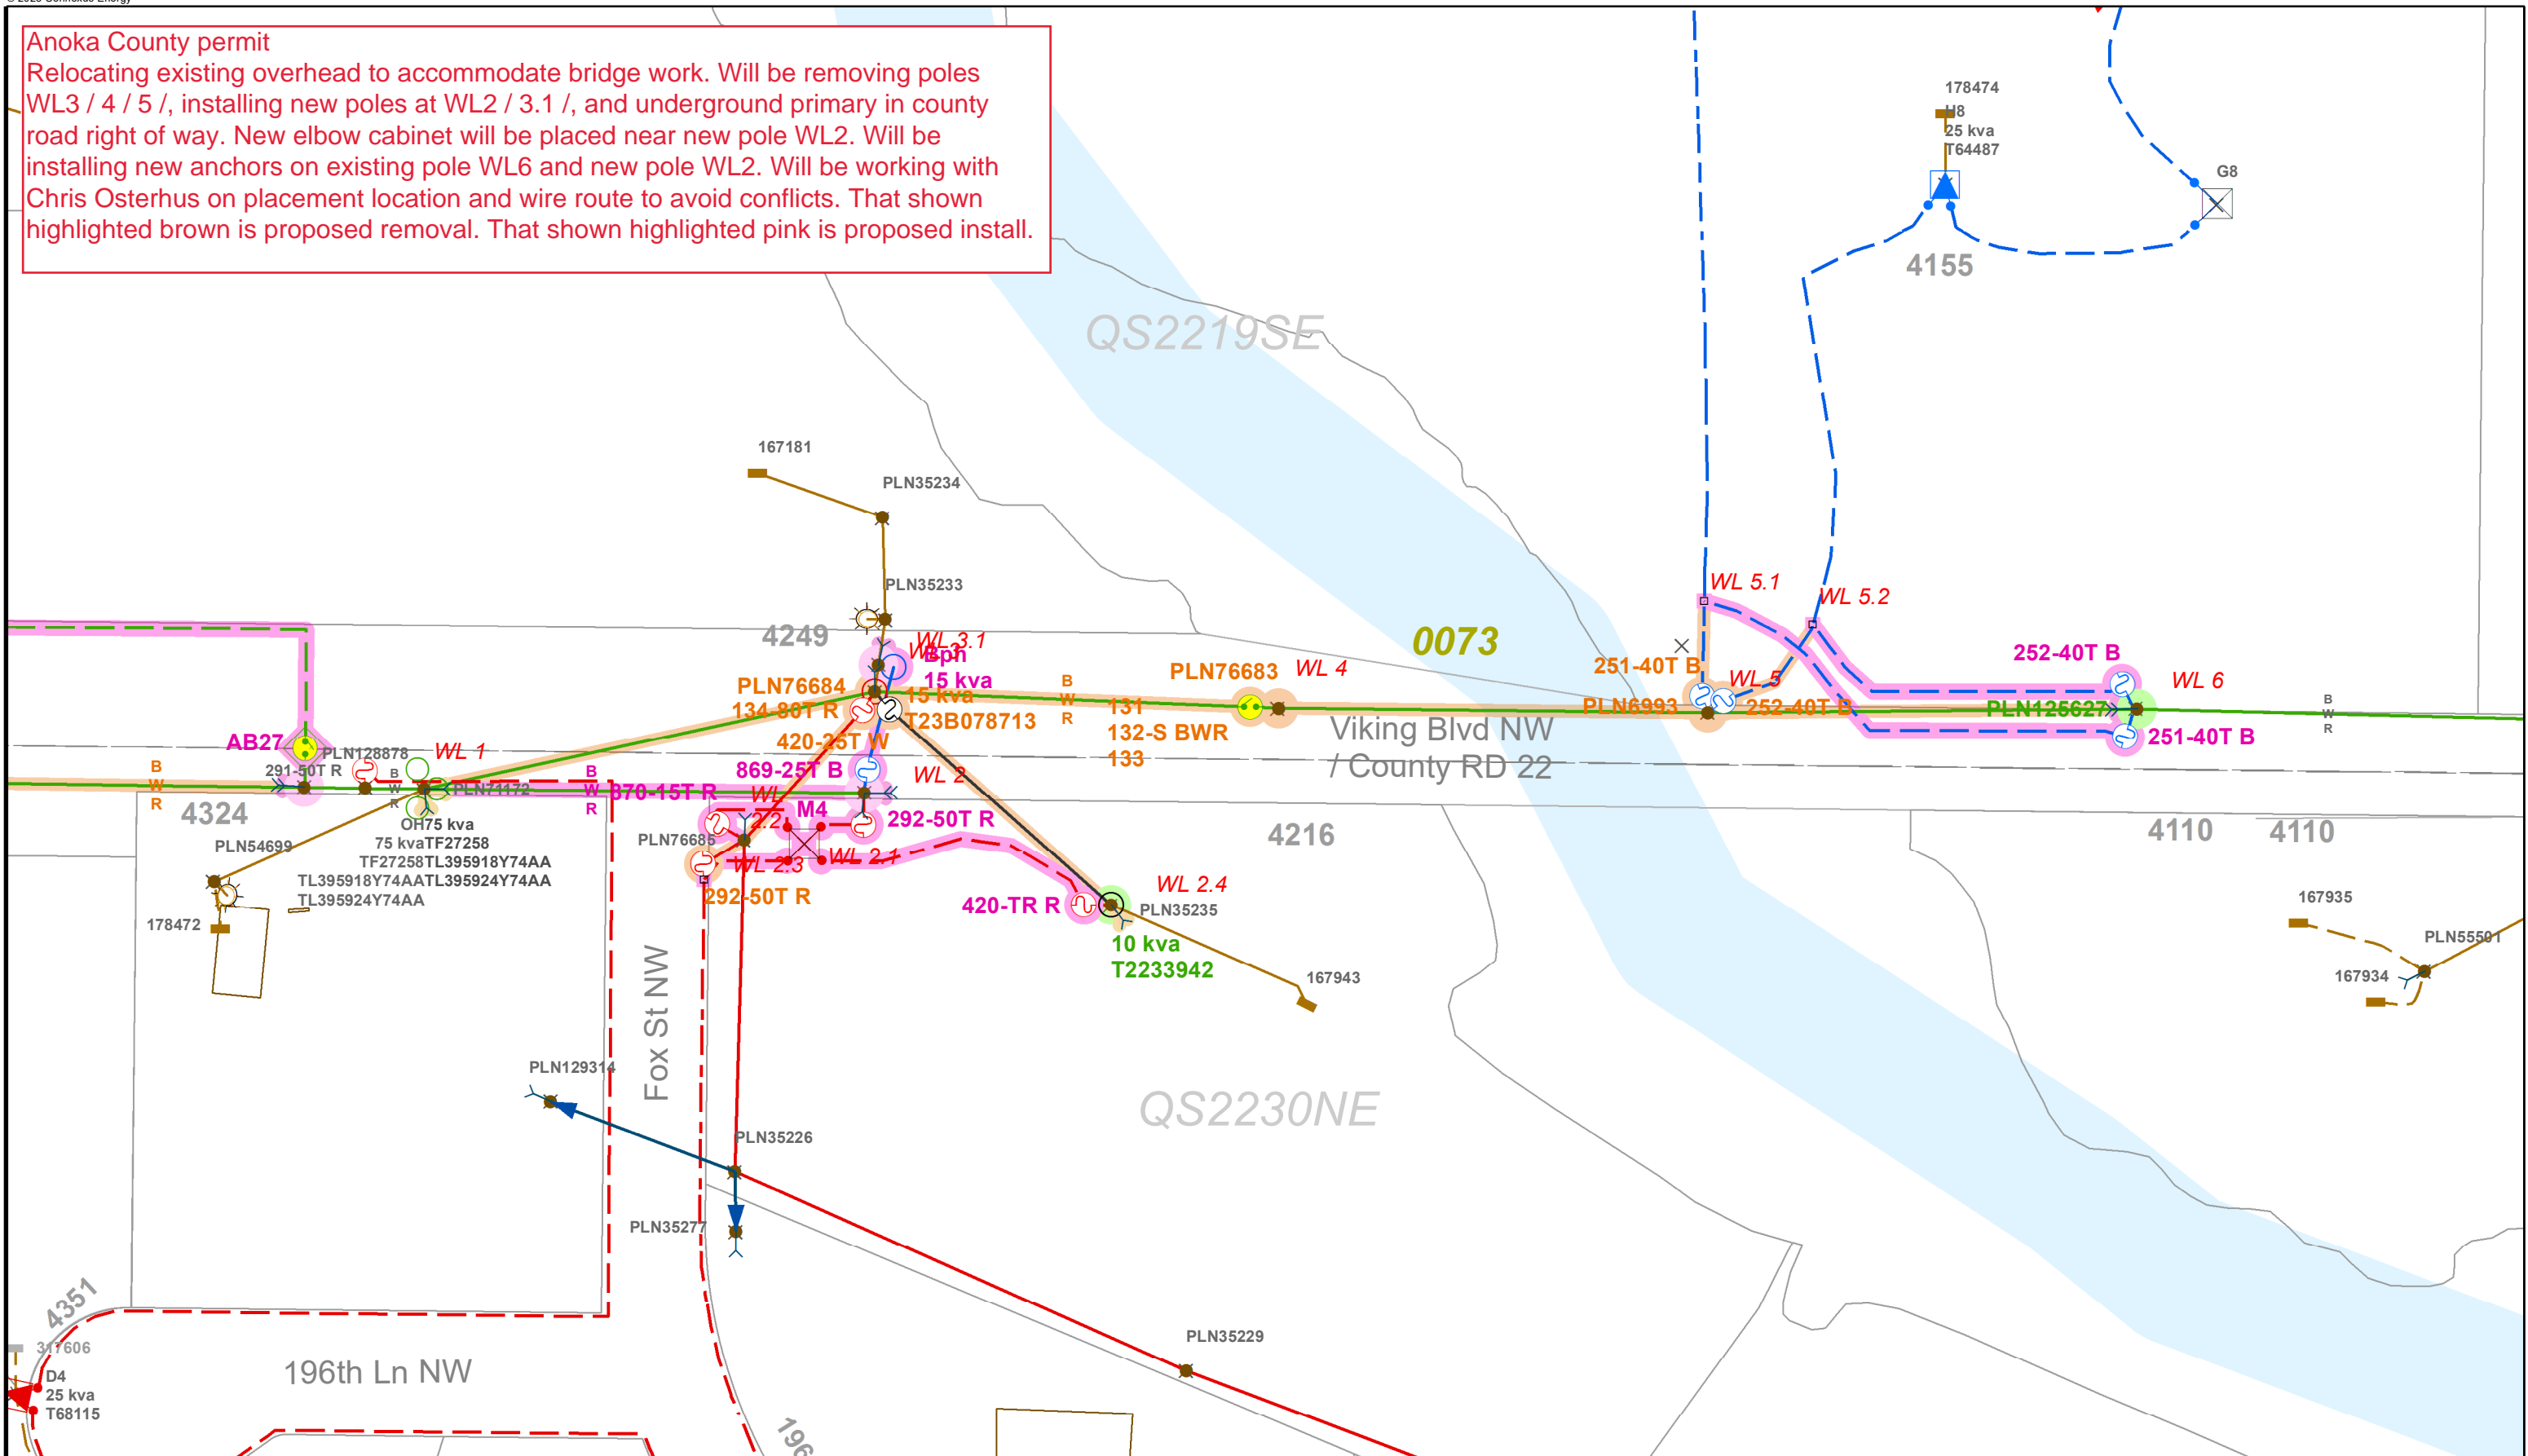 Anoka County permit
Relocating existing overhead to accommodate bridge work. Will be removing poles
WL3 / 4 / 5 /, installing new poles at WL2 / 3.1 /, and underground primary in county
road right of way. New elbow cabinet will be placed near new pole WL2. Will be
installing new anchors on existing pole WL6 and new pole WL2. Will be working with
Chris Osterhus on placement location and wire route to avoid conflicts. That shown
highlighted brown is proposed removal. That shown highlighted pink is proposed install.
178474
H8
25 kva
T64487
G8
4155
QS2219SE
167181
PLN35234
PLN35233
WL 5.1
WL 5.2
4249
WL 3.1
Bph
15 kva
0073
PLN76683
WL 4
251-40T B
252-40T B
WL 6
PLN76684
15 kva
134-80T R
T23B078713
B
W
R
131
132-S BWR
133
WL 5
PLN6993
252-40T B
PLN125627
B
W
R
251-40T B
420-25T W
Viking Blvd NW
/ County RD 22
AB27
PLN128878
WL 1
291-50T R
869-25T B
WL 2
B
W
R
B
W
R
B
W
R
PLN71172
870-15T R
WL
2.2
M4
292-50T R
4324
OH75 kva
75 kvaTF27258
TF27258TL395918Y74AA
TL395918Y74AATL395924Y74AA
TL395924Y74AA
PLN54699
PLN76685
WL 2.3
WL 2.1
4216
4110
4110
178472
292-50T R
420-TR R
WL 2.4
PLN35235
10 kva
T2233942
167943
167935
PLN55501
167934
Fox St NW
PLN129314
QS2230NE
PLN35226
PLN35277
4351
317606
D4
25 kva
T68115
196th Ln NW
PLN35229